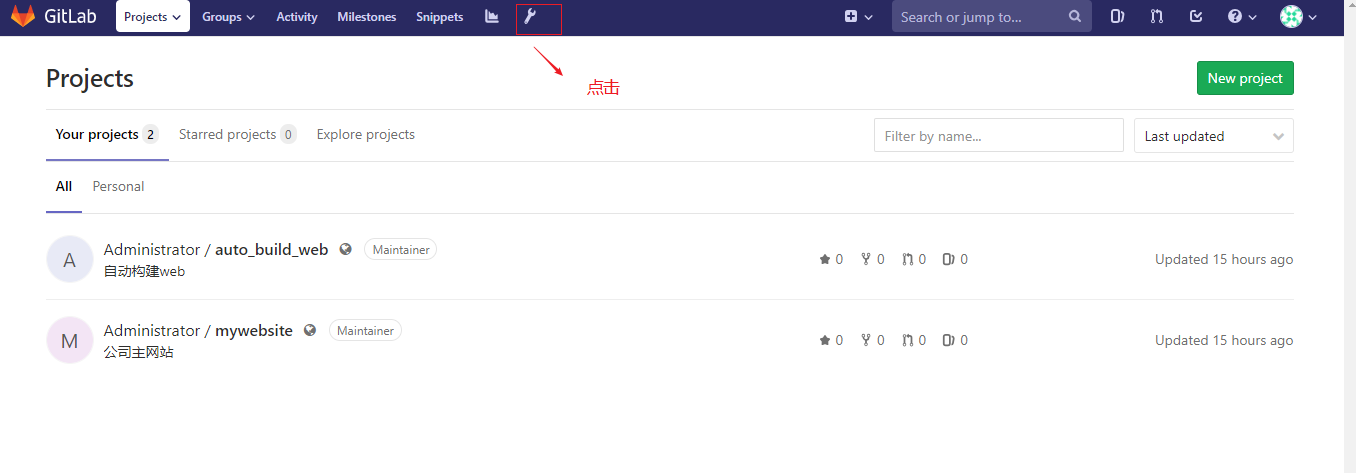 GitLab Projects Groups Activity Milestones Snippets Search or jump to...
点击
Projects New project
Your projects 2 Starred projects 0 Explore projects Filter by name... Last updated
All Personal
A Administrator / auto_build_web Maintainer 0 0 0 0 Updated 15 hours ago
自动构建web
M Administrator / mywebsite Maintainer 0 0 0 0 Updated 15 hours ago
公司主网站